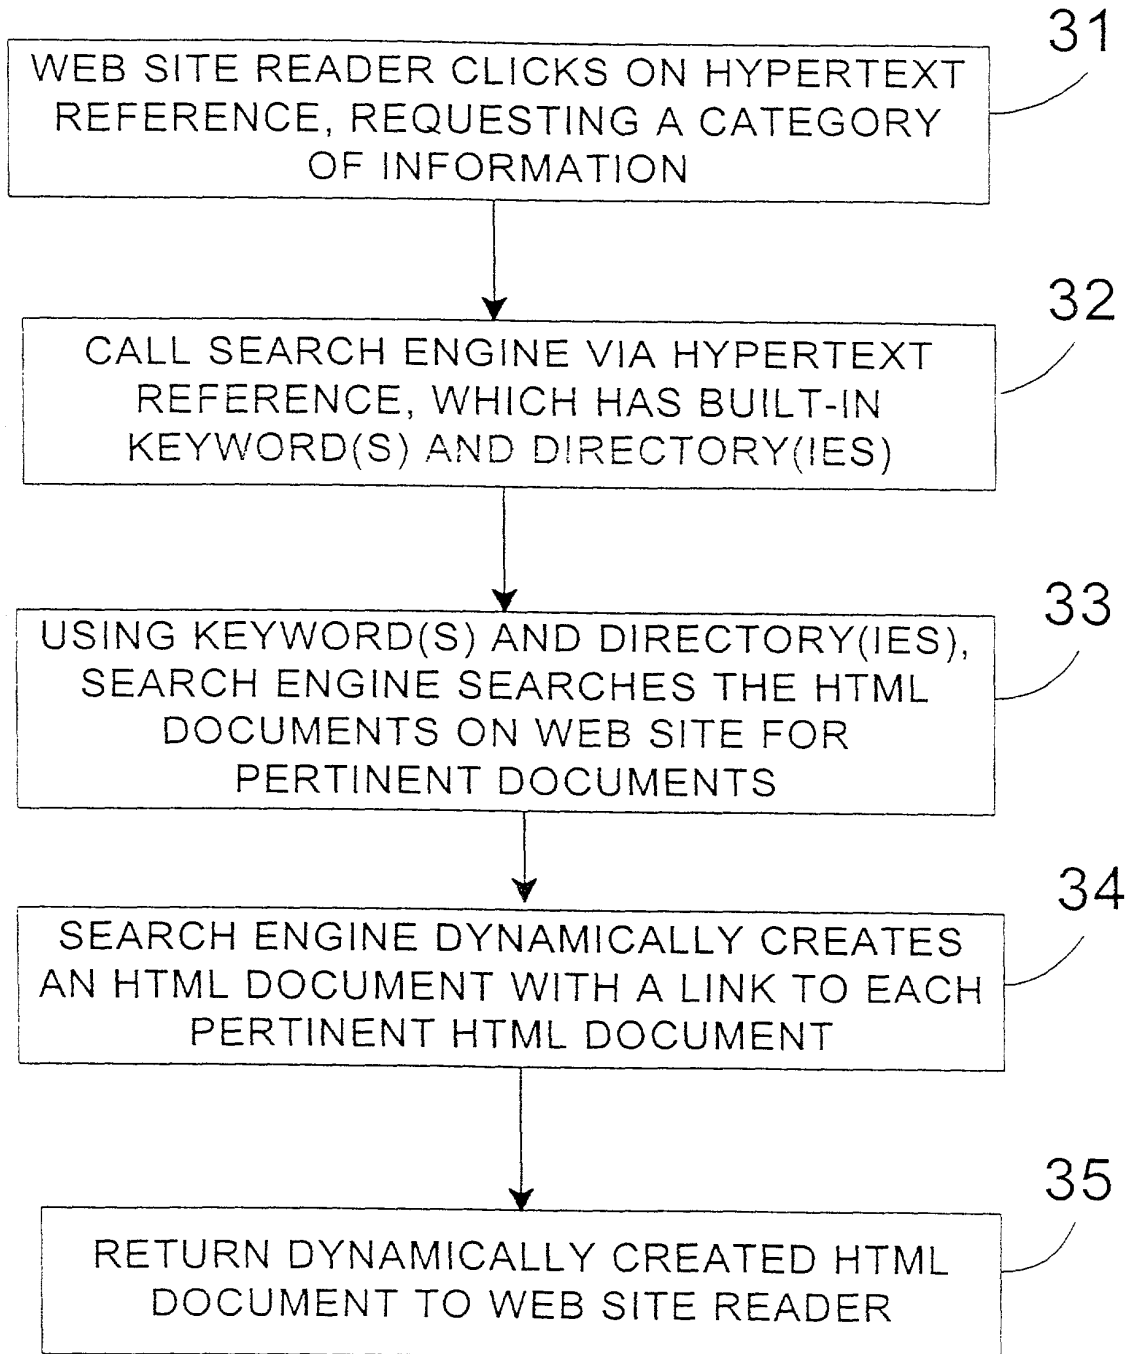 31
WEB SITE READER CLICKS ON HYPERTEXT
REFERENCE, REQUESTING A CATEGORY
OF INFORMATION
32
CALL SEARCH ENGINE VIA HYPERTEXT
REFERENCE, WHICH HAS BUILT-IN
KEYWORD(S) AND DIRECTORY(IES)
33
USING KEYWORD(S) AND DIRECTORY(IES),
SEARCH ENGINE SEARCHES THE HTML
DOCUMENTS ON WEB SITE FOR
PERTINENT DOCUMENTS
34
SEARCH ENGINE DYNAMICALLY CREATES
AN HTML DOCUMENT WITH A LINK TO EACH
PERTINENT HTML DOCUMENT
35
RETURN DYNAMICALLY CREATED HTML
DOCUMENT TO WEB SITE READER